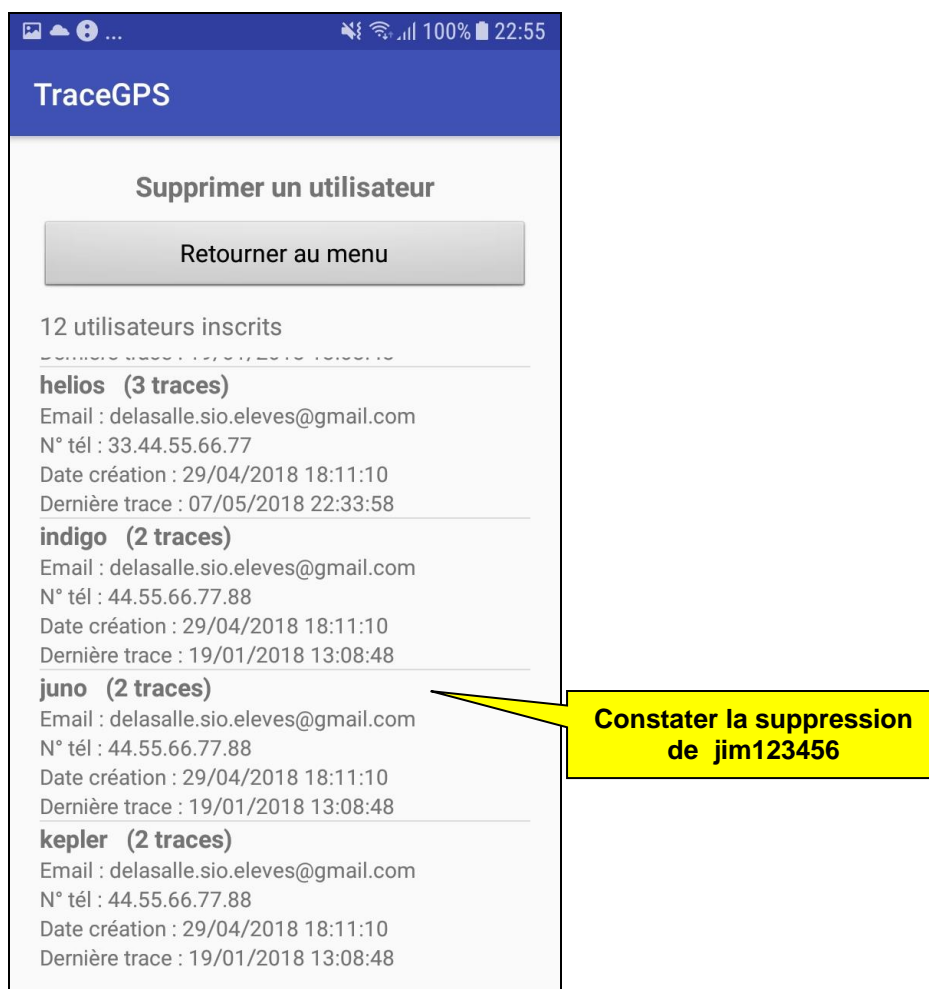 ... 100% 22:55
TraceGPS
Supprimer un utilisateur
Retourner au menu
12 utilisateurs inscrits
helios (3 traces)
Email : delasalle.sio.eleves@gmail.com
N° tél : 33.44.55.66.77
Date création : 29/04/2018 18:11:10
Dernière trace : 07/05/2018 22:33:58
indigo (2 traces)
Email : delasalle.sio.eleves@gmail.com
N° tél : 44.55.66.77.88
Date création : 29/04/2018 18:11:10
Dernière trace : 19/01/2018 13:08:48
juno (2 traces)
Email : delasalle.sio.eleves@gmail.com
N° tél : 44.55.66.77.88
Date création : 29/04/2018 18:11:10
Dernière trace : 19/01/2018 13:08:48
kepler (2 traces)
Email : delasalle.sio.eleves@gmail.com
N° tél : 44.55.66.77.88
Date création : 29/04/2018 18:11:10
Dernière trace : 19/01/2018 13:08:48
Constater la suppression
de jim123456